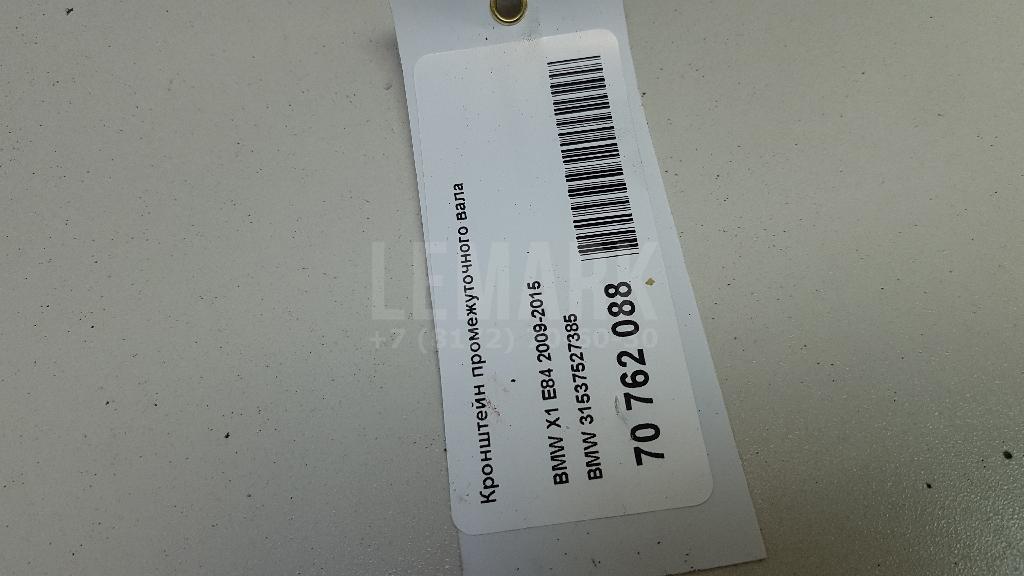 Кронштейн промежуточного вала
BMW X1 E84 2009-2015
BMW 31537527385
70 762 088
LEMARK